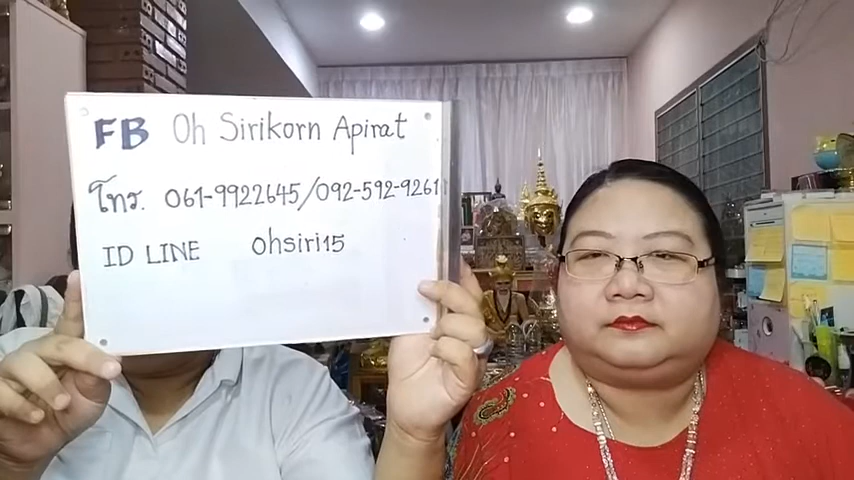 FB Oh Sirikorn Apirat
โทร. 061-9922645/092-592-9261
ID LINE ohsiri15